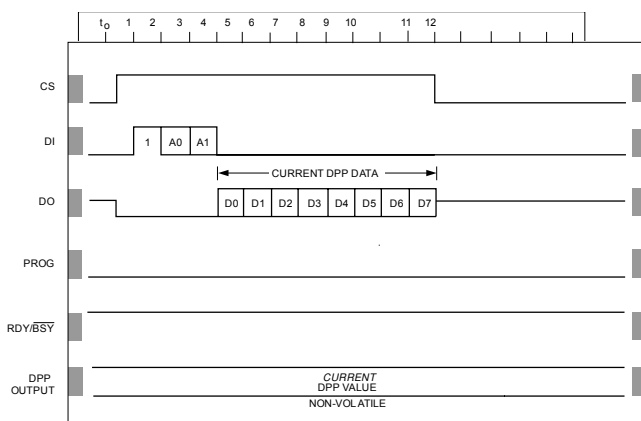 to 1 2 3 4 5 6 7 8 9 10 11 12
CS
DI 1 A0 A1
CURRENT DPP DATA
DO D0 D1 D2 D3 D4 D5 D6 D7
PROG
RDY/BSY
DPP OUTPUT
CURRENT
DPP VALUE
NON-VOLATILE